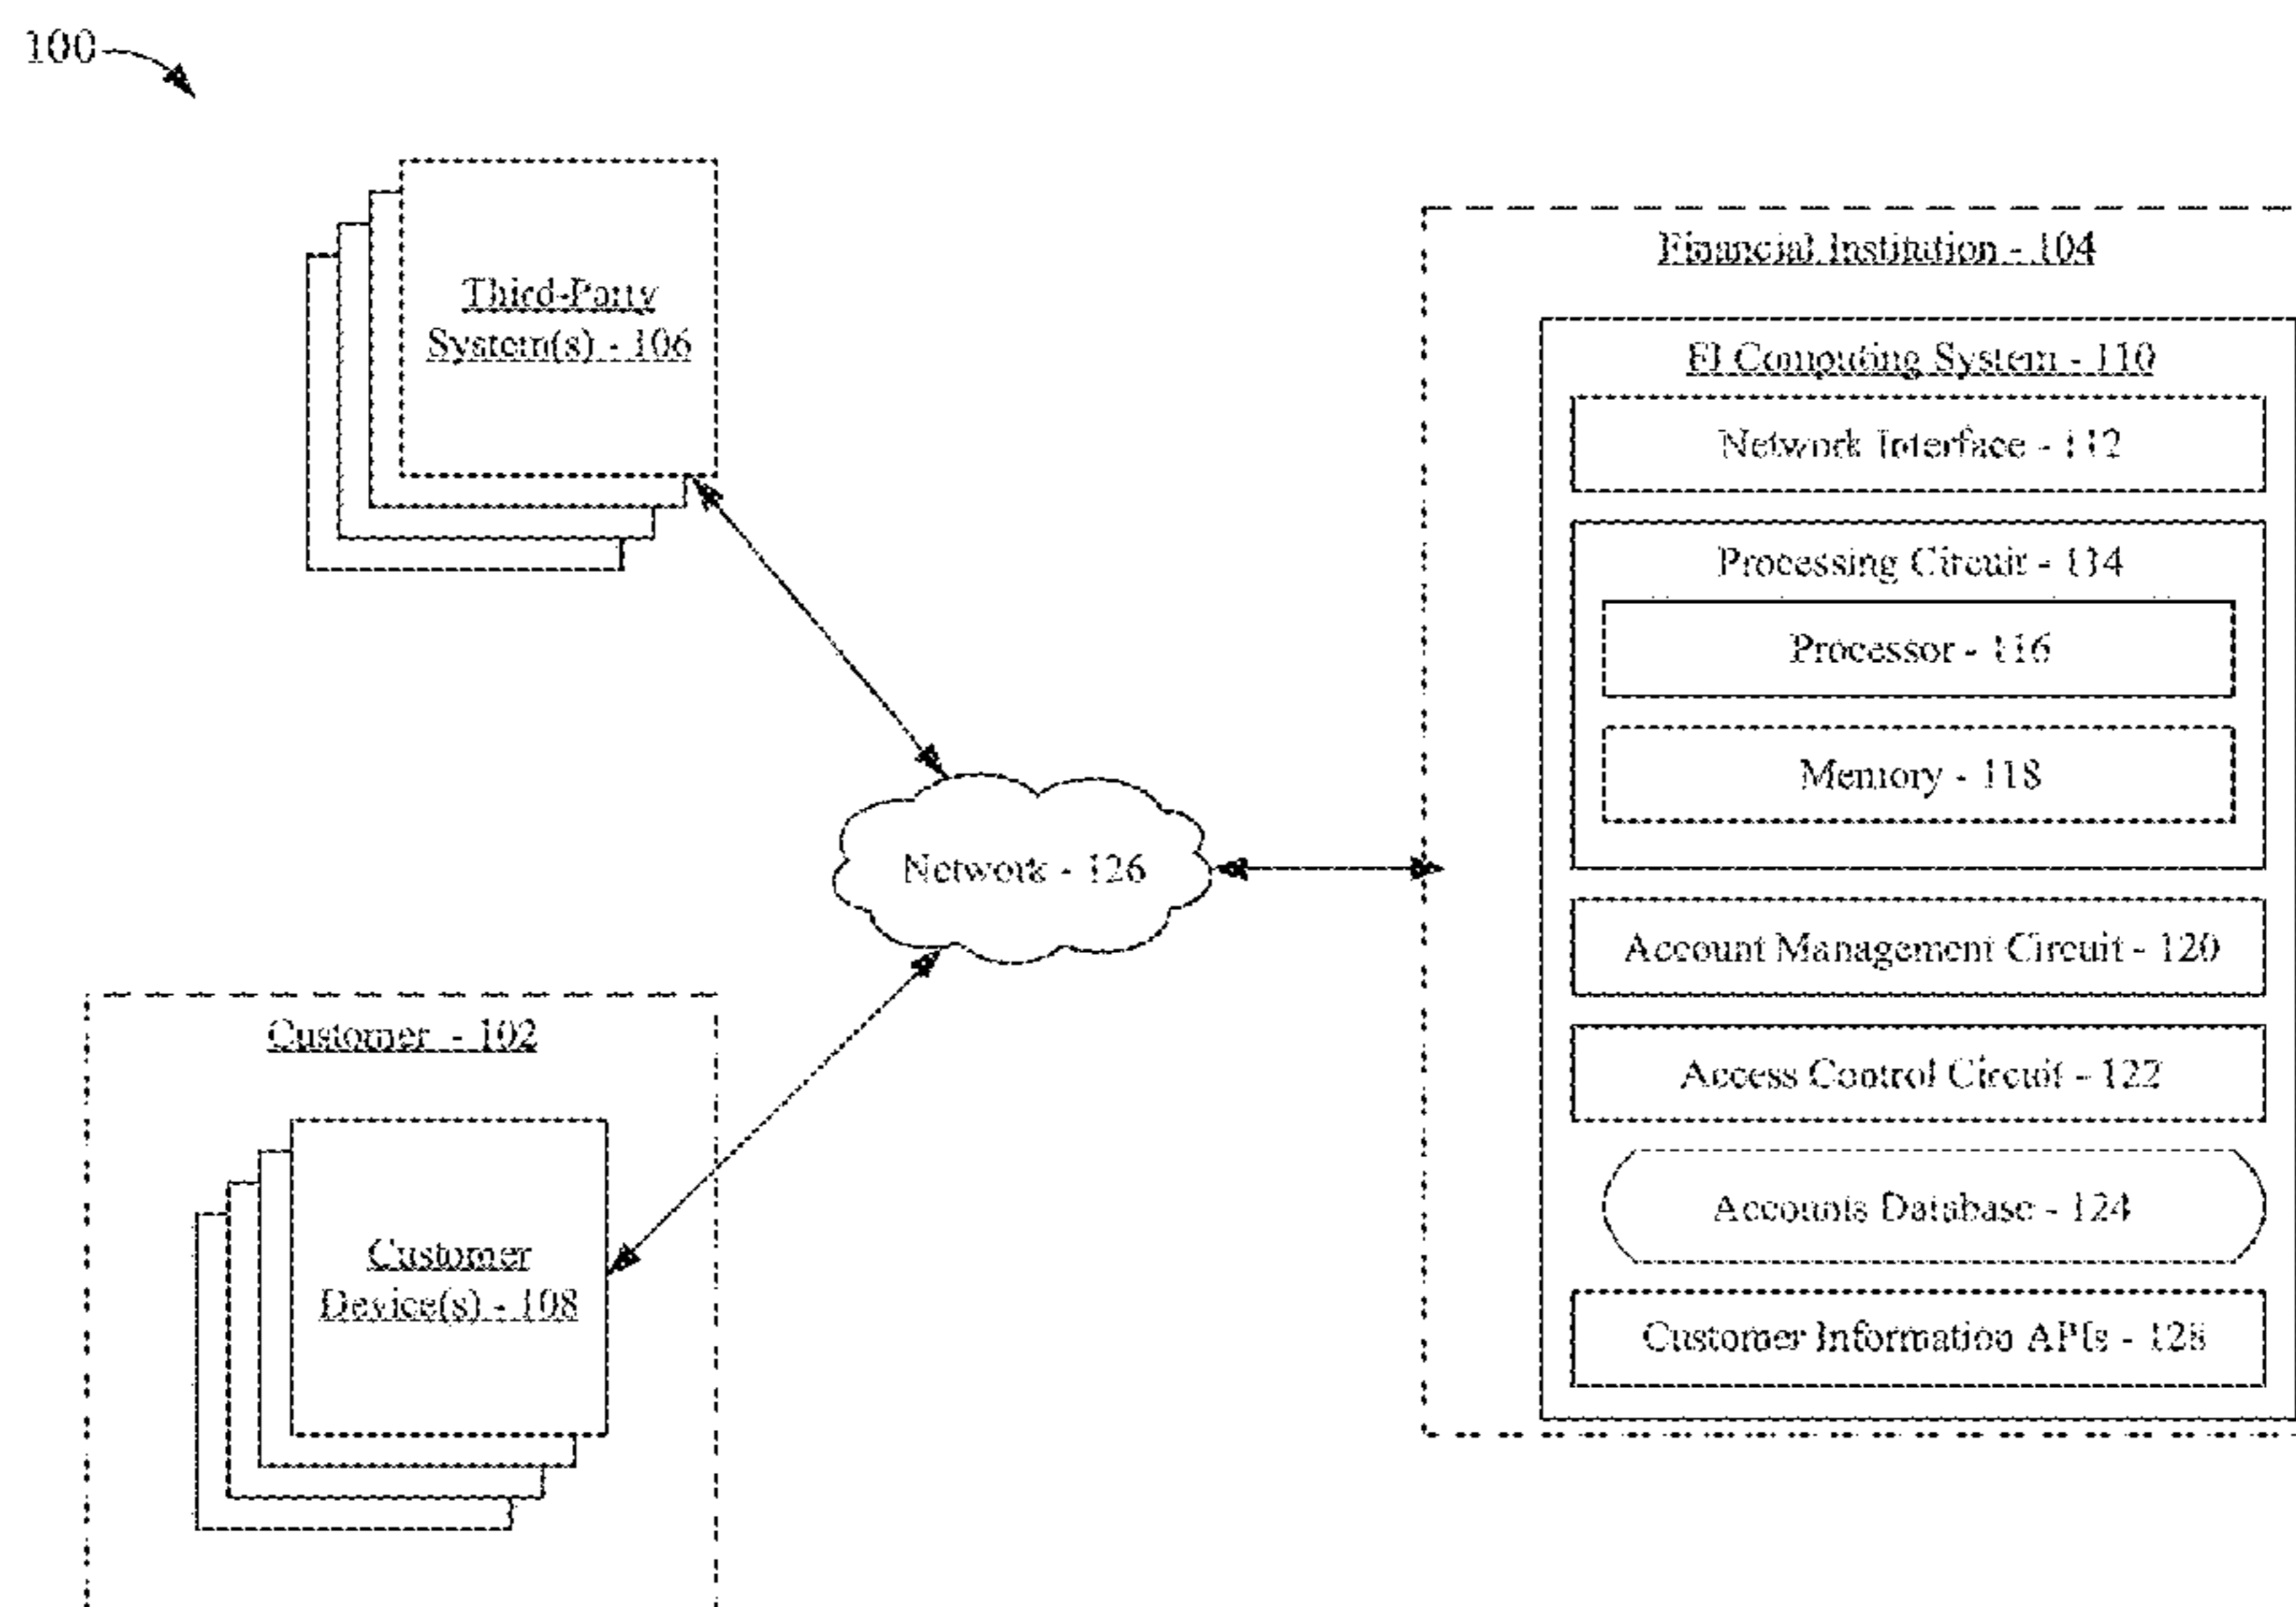 100
Third-Party
System(s) - 106
Financial Institution - 104
FI Computing System - 110
Network Interface - 112
Processing Circuit - 114
Processor - 116
Memory - 118
Network - 126
Account Management Circuit - 120
Customer - 102
Access Control Circuit - 122
Accounts Database - 124
Customer
Device(s) - 108
Customer Information APIs - 128